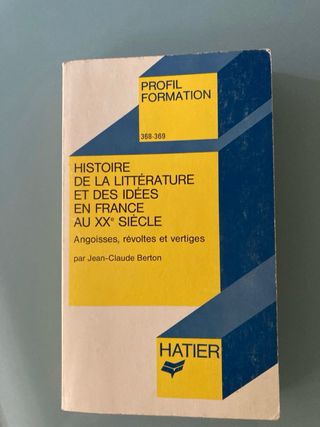 PROFIL
FORMATION
368-369
HISTOIRE
DE LA LITTÉRATURE
ET DES IDÉES
EN FRANCE
AU XXe SIÈCLE
Angoisses, révoltes et vertiges
par Jean-Claude Berton
HATIER